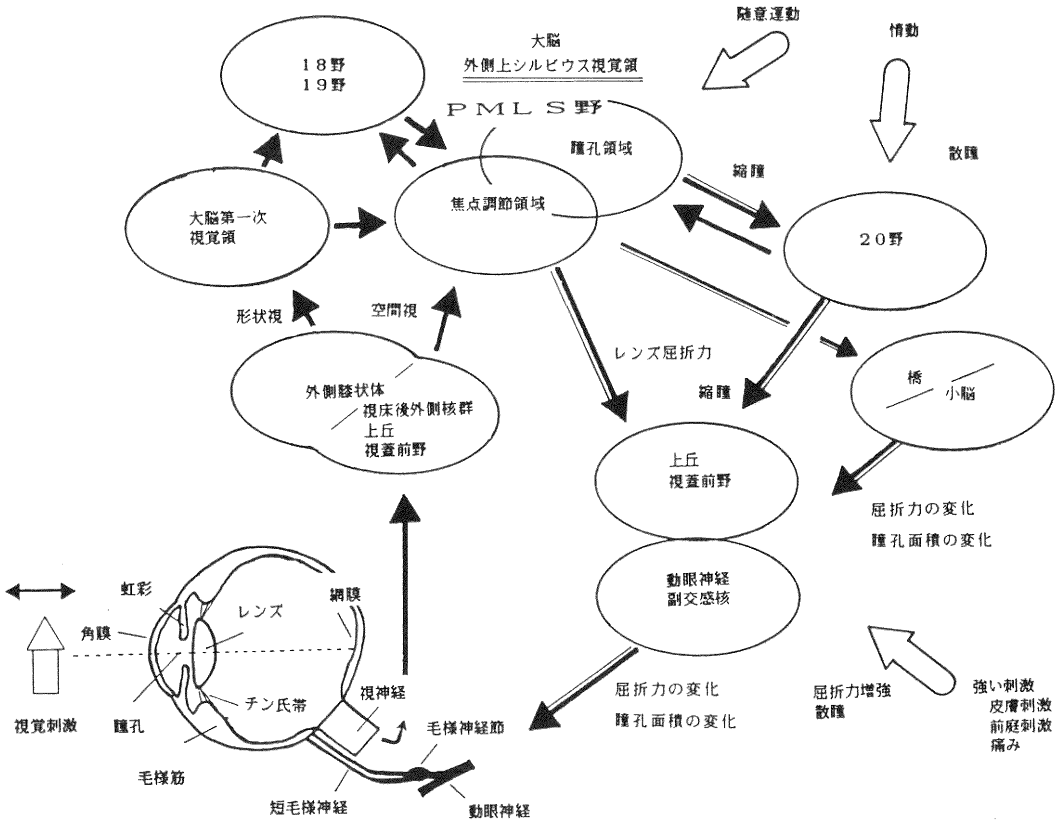 随意運動
情動
大脳
外側上シルビウス視覚領
18野
19野
PMLS野
瞳孔領域
散瞳
縮瞳
焦点調節領域
大脳第一次
視覚領
20野
形状視
空間視
レンズ屈折力
縮瞳
橋
小脳
外側膝状体
視床後外側核群
上丘
視蓋前野
上丘
視蓋前野
屈折力の変化
瞳孔面積の変化
動眼神経
副交感核
虹彩
レンズ
網膜
角膜
視覚刺激
瞳孔
チン氏帯
視神経
毛様神経節
毛様筋
短毛様神経
動眼神経
屈折力の変化
瞳孔面積の変化
屈折力増強
散瞳
強い刺激
皮膚刺激
前庭刺激
痛み